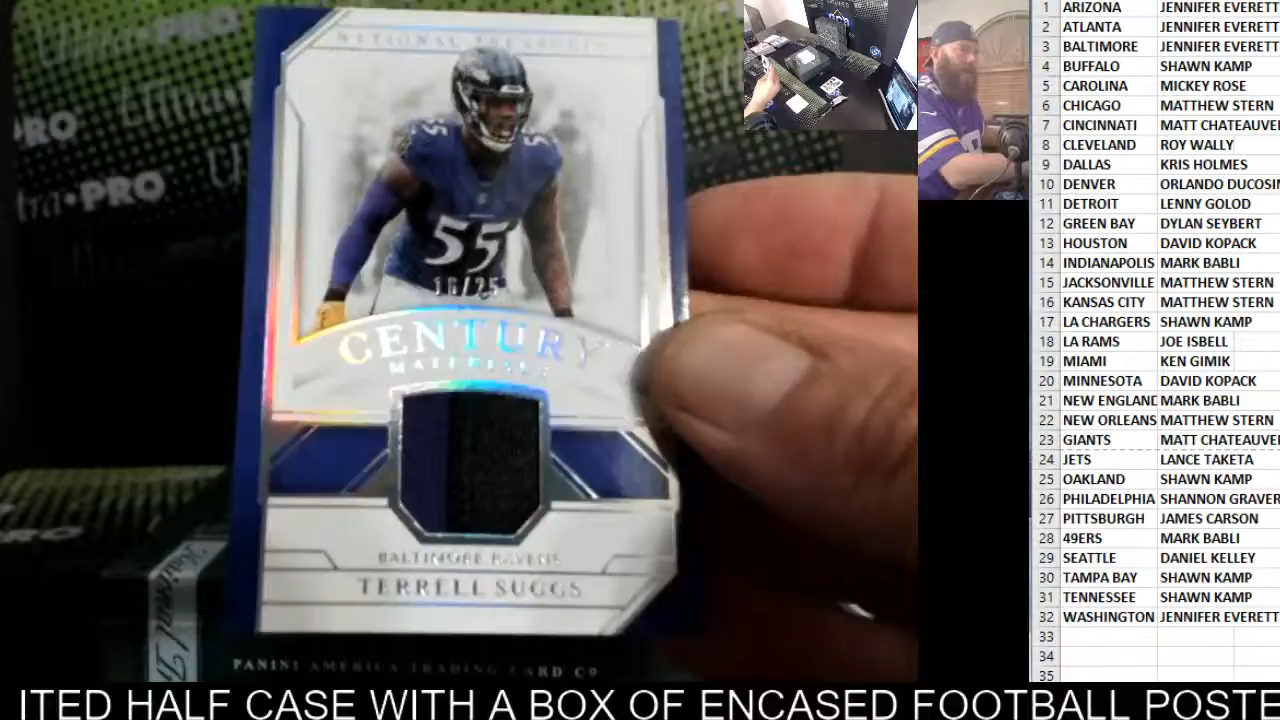 NATIONAL TREASURES
55
CENTURY
MATERIALS
BALTIMORE RAVENS
TERRELL SUGGS
PANINI AMERICA TRADING CARD CO
PRO
RO
tra•PRO
1 ARIZONA JENNIFER EVERETT
2 ATLANTA JENNIFER EVERETT
3 BALTIMORE JENNIFER EVERETT
4 BUFFALO SHAWN KAMP
5 CAROLINA MICKEY ROSE
6 CHICAGO MATTHEW STERN
7 CINCINNATI MATT CHATEAUVE
8 CLEVELAND ROY WALLY
9 DALLAS KRIS HOLMES
10 DENVER ORLANDO DUCOSI
11 DETROIT LENNY GOLOD
12 GREEN BAY DYLAN SEYBERT
13 HOUSTON DAVID KOPACK
14 INDIANAPOLIS MARK BABLI
15 JACKSONVILLE MATTHEW STERN
16 KANSAS CITY MATTHEW STERN
17 LA CHARGERS SHAWN KAMP
18 LA RAMS JOE ISBELL
19 MIAMI KEN GIMIK
20 MINNESOTA DAVID KOPACK
21 NEW ENGLAND MARK BABLI
22 NEW ORLEANS MATTHEW STERN
23 GIANTS MATT CHATEAUVE
24 JETS LANCE TAKETA
25 OAKLAND SHAWN KAMP
26 PHILADELPHIA SHANNON GRAVER
27 PITTSBURGH JAMES CARSON
28 49ERS MARK BABLI
29 SEATTLE DANIEL KELLEY
30 TAMPA BAY SHAWN KAMP
31 TENNESSEE SHAWN KAMP
32 WASHINGTON JENNIFER EVERETT
33
34
35
ITED HALF CASE WITH A BOX OF ENCASED FOOTBALL POSTE